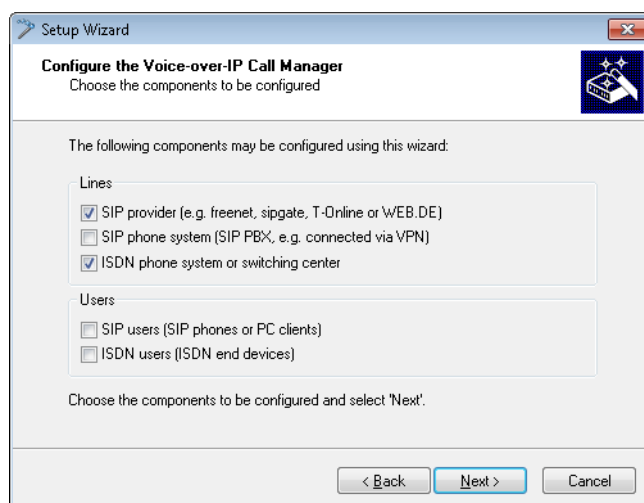 Setup Wizard
Configure the Voice-over-IP Call Manager
Choose the components to be configured
The following components may be configured using this wizard:
Lines
SIP provider (e.g. freenet, sipgate, T-Online or WEB.DE)
SIP phone system (SIP PBX, e.g. connected via VPN)
ISDN phone system or switching center
Users
SIP users (SIP phones or PC clients)
ISDN users (ISDN end devices)
Choose the components to be configured and select 'Next'.
< Back
Next >
Cancel